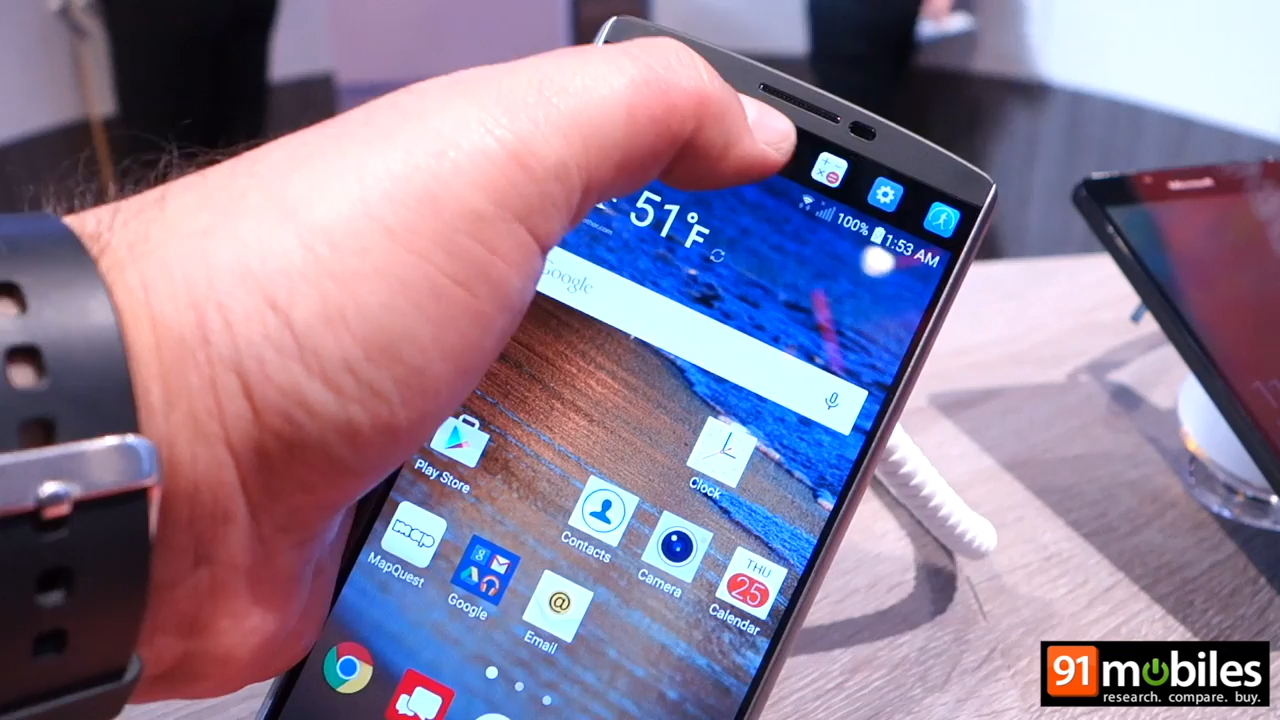 51°F
100% 1:53 AM
Google
Play Store
Clock
Contacts
Camera
THU
25
Calendar
map
MapQuest
Google
@
Email
91mobiles
research. compare. buy.